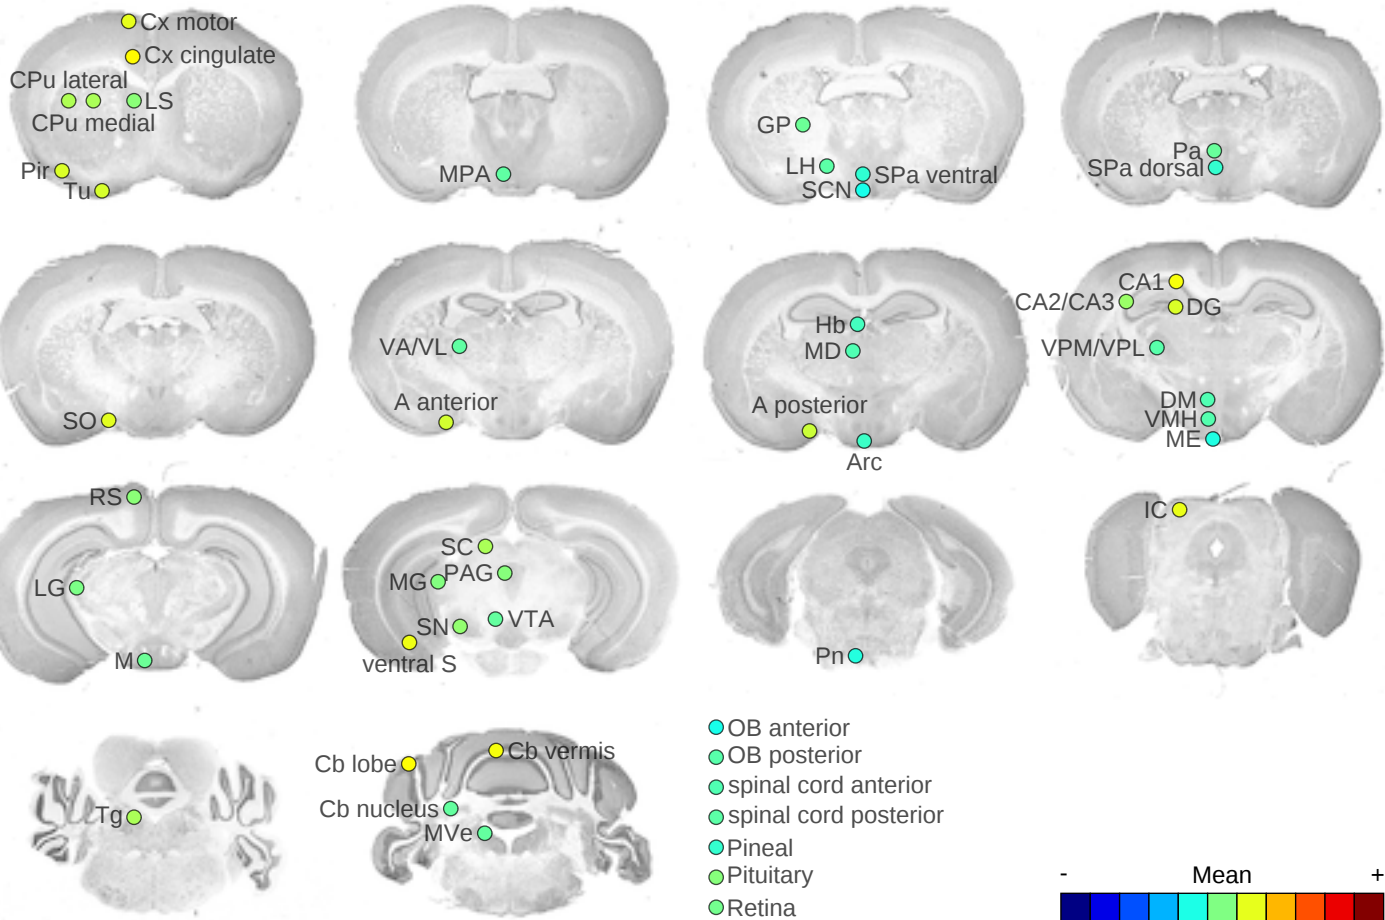 Cx motor
Cx cingulate
CPu lateral
LS
CPu medial
Pir
Tu
MPA
GP
LH
SPa ventral
SCN
Pa
SPa dorsal
SO
VA/VL
A anterior
Hb
MD
A posterior
Arc
CA1
CA2/CA3
DG
VPM/VPL
DM
VMH
ME
RS
LG
M
SC
PAG
MG
SN
VTA
ventral S
Pn
IC
Tg
Cb lobe
Cb vermis
Cb nucleus
MVe
OB anterior
OB posterior
spinal cord anterior
spinal cord posterior
Pineal
Pituitary
Retina
- Mean +